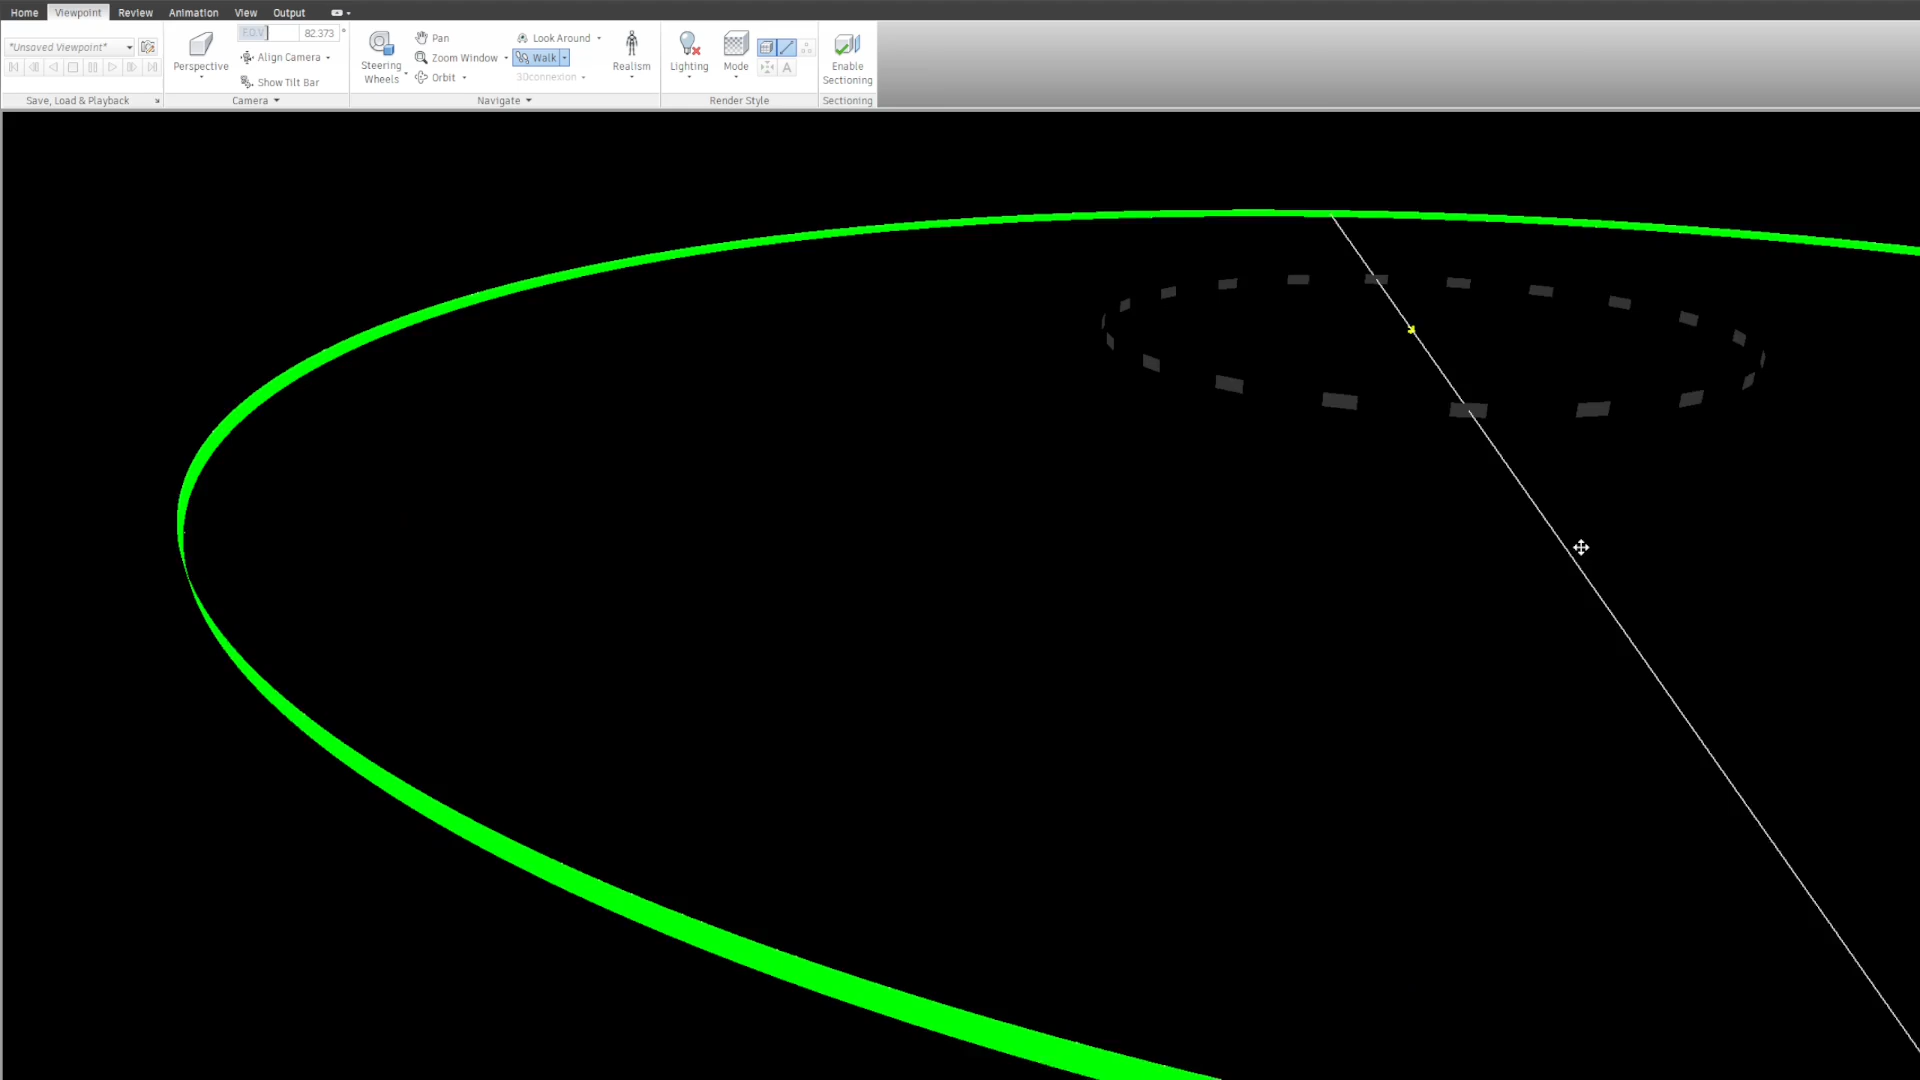 Home Viewpoint Review Animation View Output
*Unsaved Viewpoint*
Save, Load & Playback
Perspective
F.O.V. 82.373 °
Align Camera
Show Tilt Bar
Camera
Steering
Wheels
Pan
Zoom Window
Orbit
Look Around
Walk
3Dconnexion
Navigate
Realism
Lighting
Mode
A
Render Style
Enable
Sectioning
Sectioning